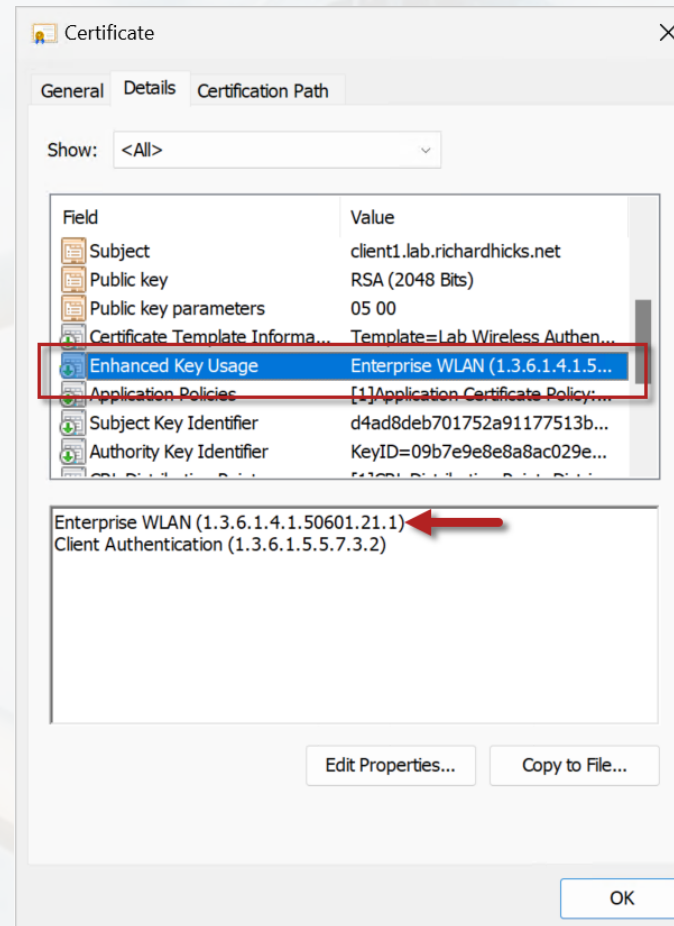 Certificate
General Details Certification Path
Show: <All>
Field Value
Subject client1.lab.richardhicks.net
Public key RSA (2048 Bits)
Public key parameters 05 00
Certificate Template Informa... Template=Lab Wireless Authen...
Enhanced Key Usage Enterprise WLAN (1.3.6.1.4.1.5...
Application Policies [1]Application Certificate Policy:...
Subject Key Identifier d4ad8deb701752a91177513b...
Authority Key Identifier KeyID=09b7e9e8e8a8ac029e...
Enterprise WLAN (1.3.6.1.4.1.50601.21.1)
Client Authentication (1.3.6.1.5.5.7.3.2)
Edit Properties... Copy to File...
OK